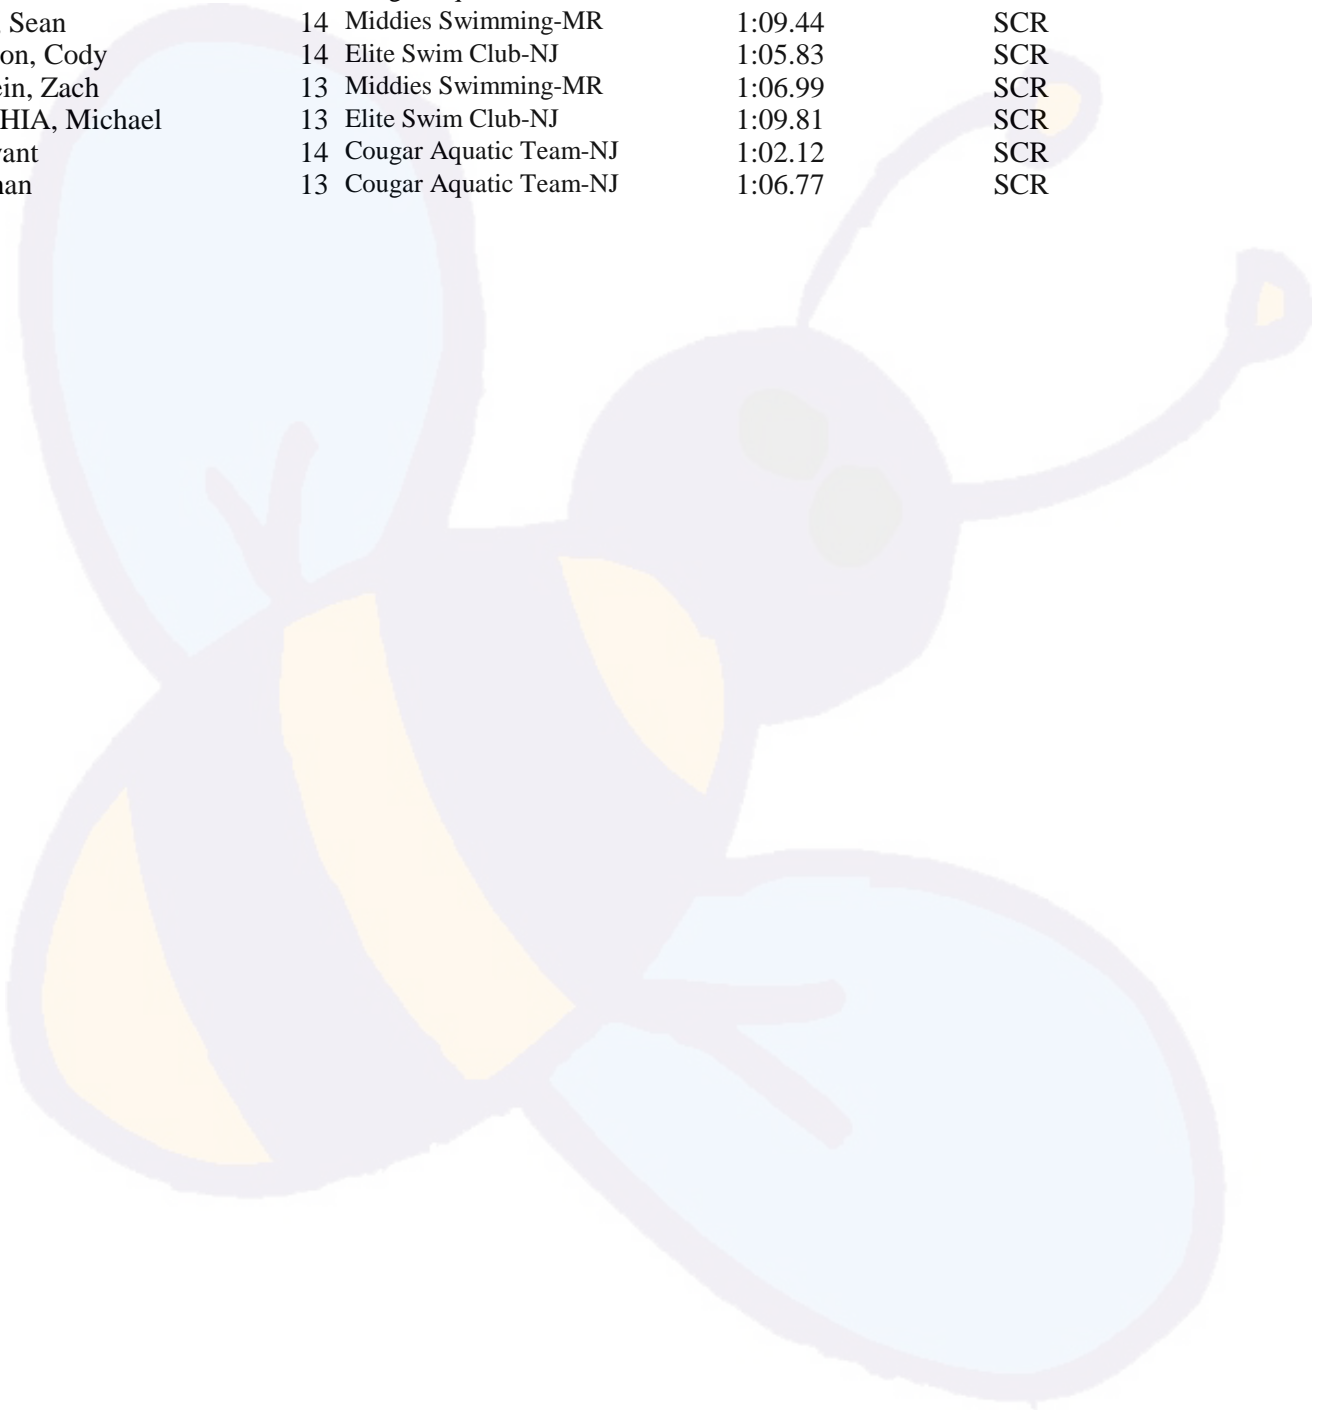 Sean 14 Middies Swimming-MR 1:09.44 SCR
on, Cody 14 Elite Swim Club-NJ 1:05.83 SCR
ein, Zach 13 Middies Swimming-MR 1:06.99 SCR
HIA, Michael 13 Elite Swim Club-NJ 1:09.81 SCR
ant 14 Cougar Aquatic Team-NJ 1:02.12 SCR
nan 13 Cougar Aquatic Team-NJ 1:06.77 SCR